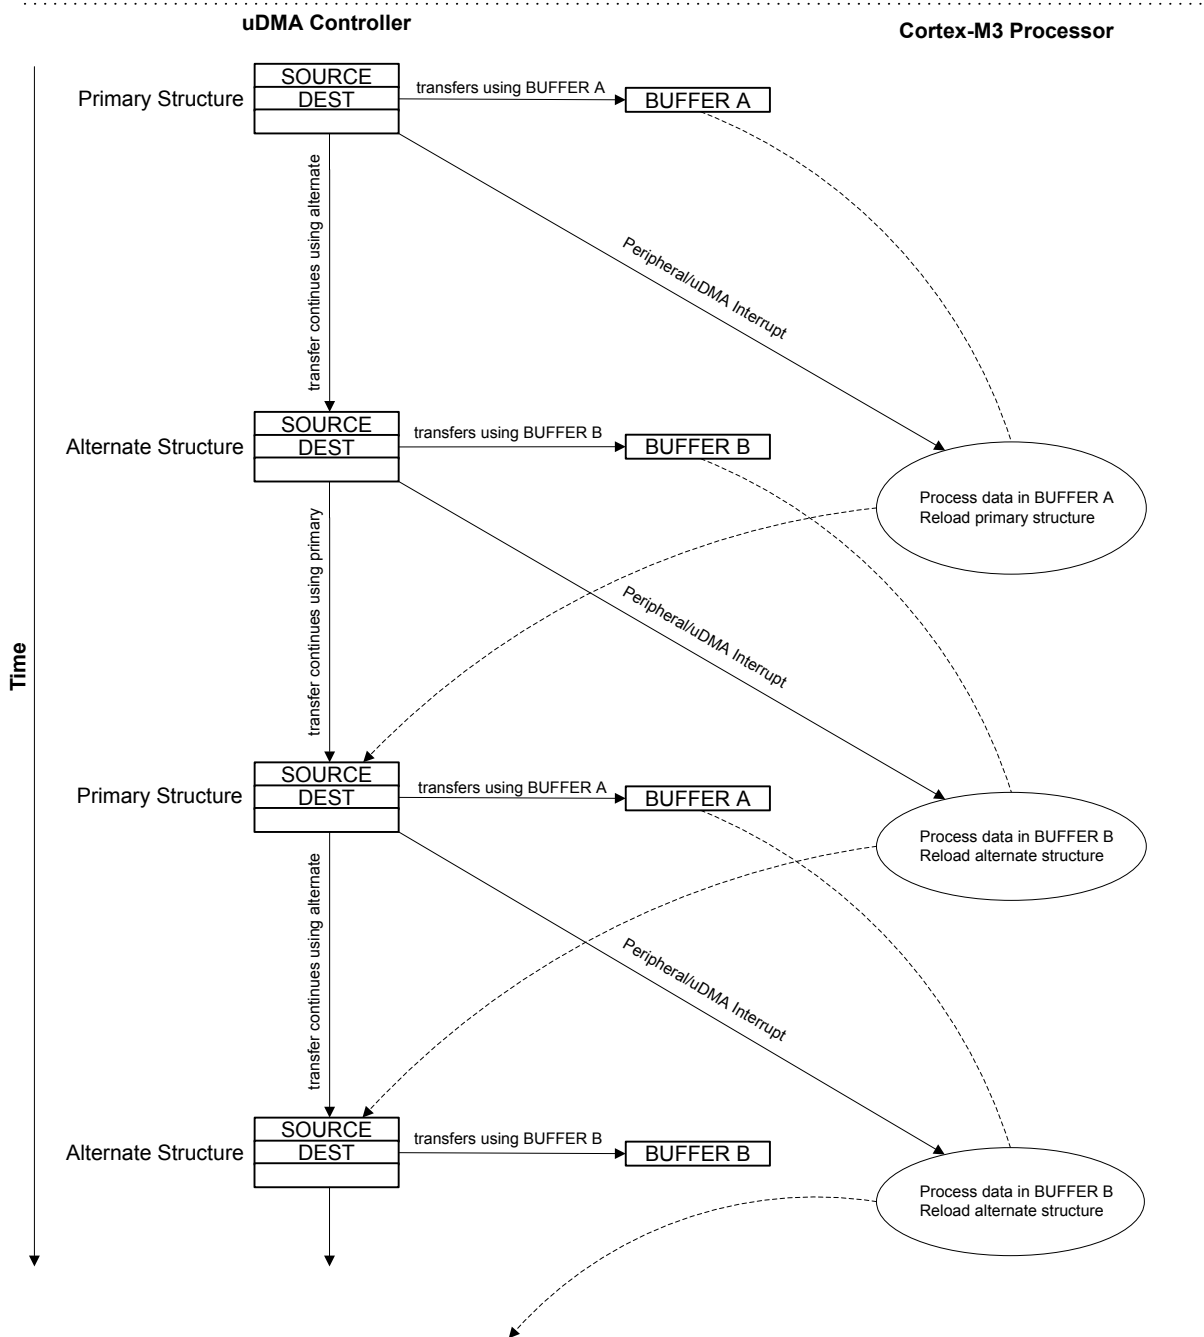 uDMA Controller
Cortex-M3 Processor
Primary Structure
SOURCE
DEST
transfers using BUFFER A
BUFFER A
transfer continues using alternate
Peripheral/uDMA Interrupt
Alternate Structure
SOURCE
DEST
transfers using BUFFER B
BUFFER B
Process data in BUFFER A
Reload primary structure
transfer continues using primary
Peripheral/uDMA Interrupt
Time
Primary Structure
SOURCE
DEST
transfers using BUFFER A
BUFFER A
Process data in BUFFER B
Reload alternate structure
transfer continues using alternate
Peripheral/uDMA Interrupt
Alternate Structure
SOURCE
DEST
transfers using BUFFER B
BUFFER B
Process data in BUFFER B
Reload alternate structure